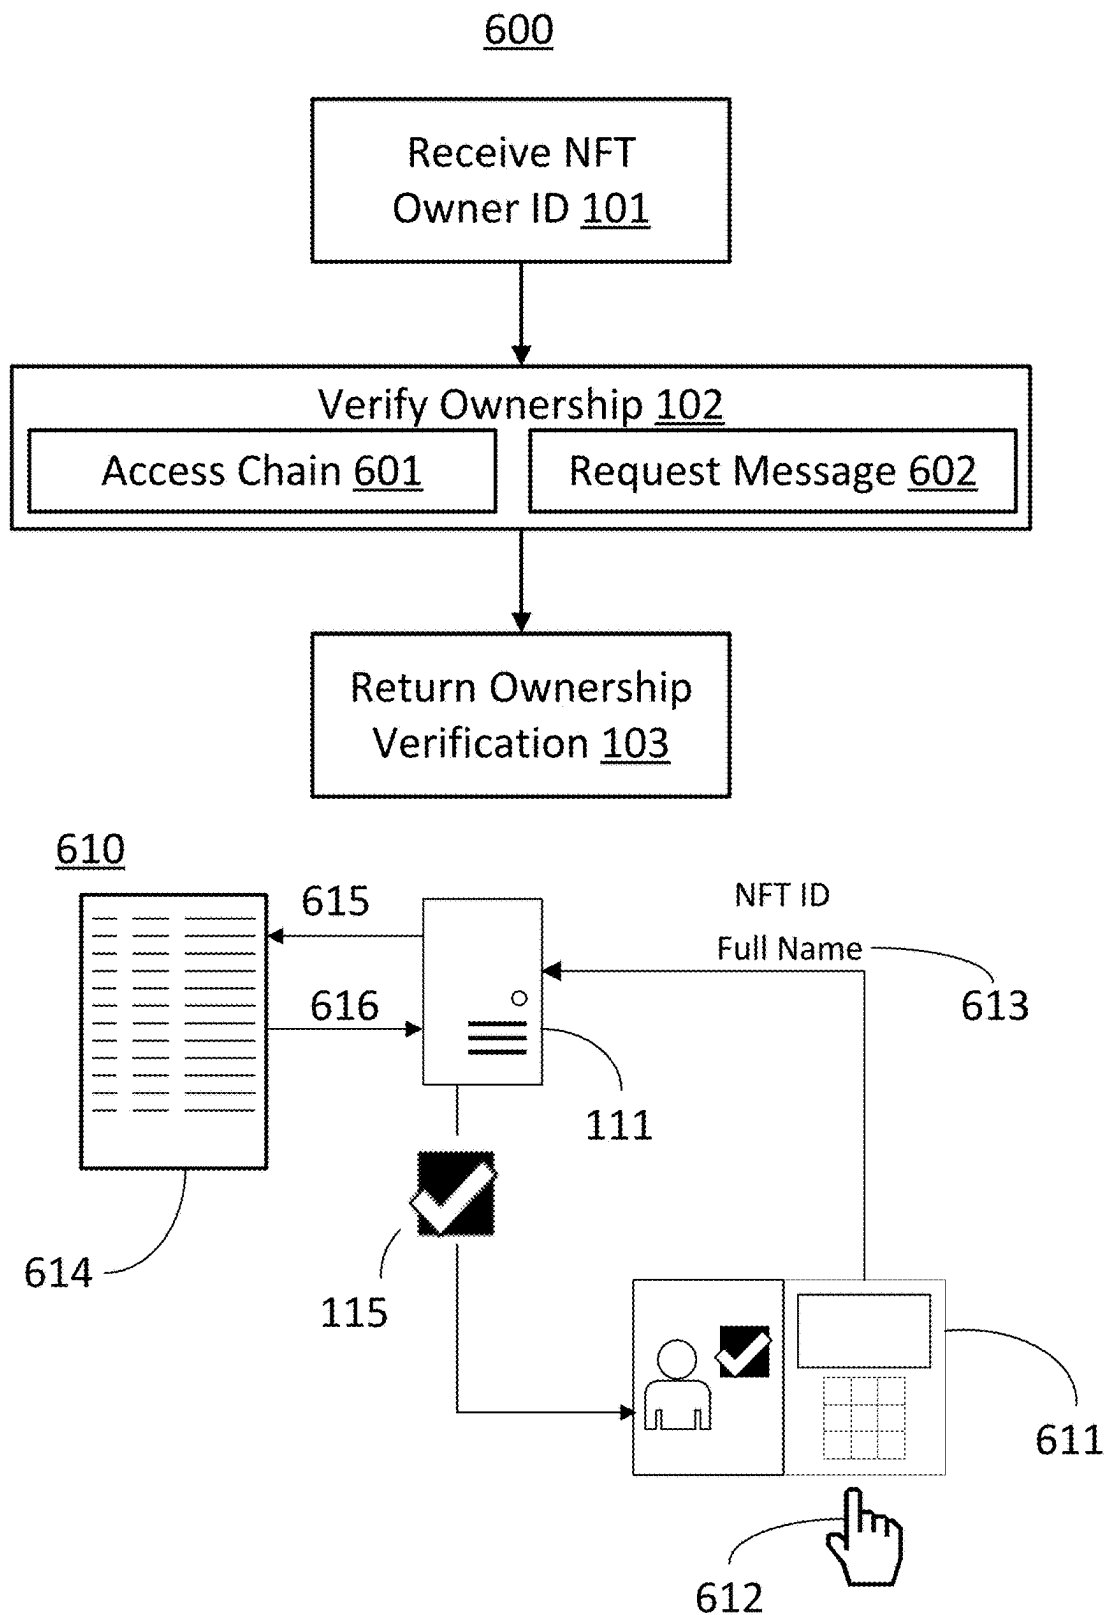 600
Receive NFT
Owner ID 101
Verify Ownership 102
Access Chain 601
Request Message 602
Return Ownership
Verification 103
610
615
NFT ID
Full Name
613
616
111
614
115
611
612